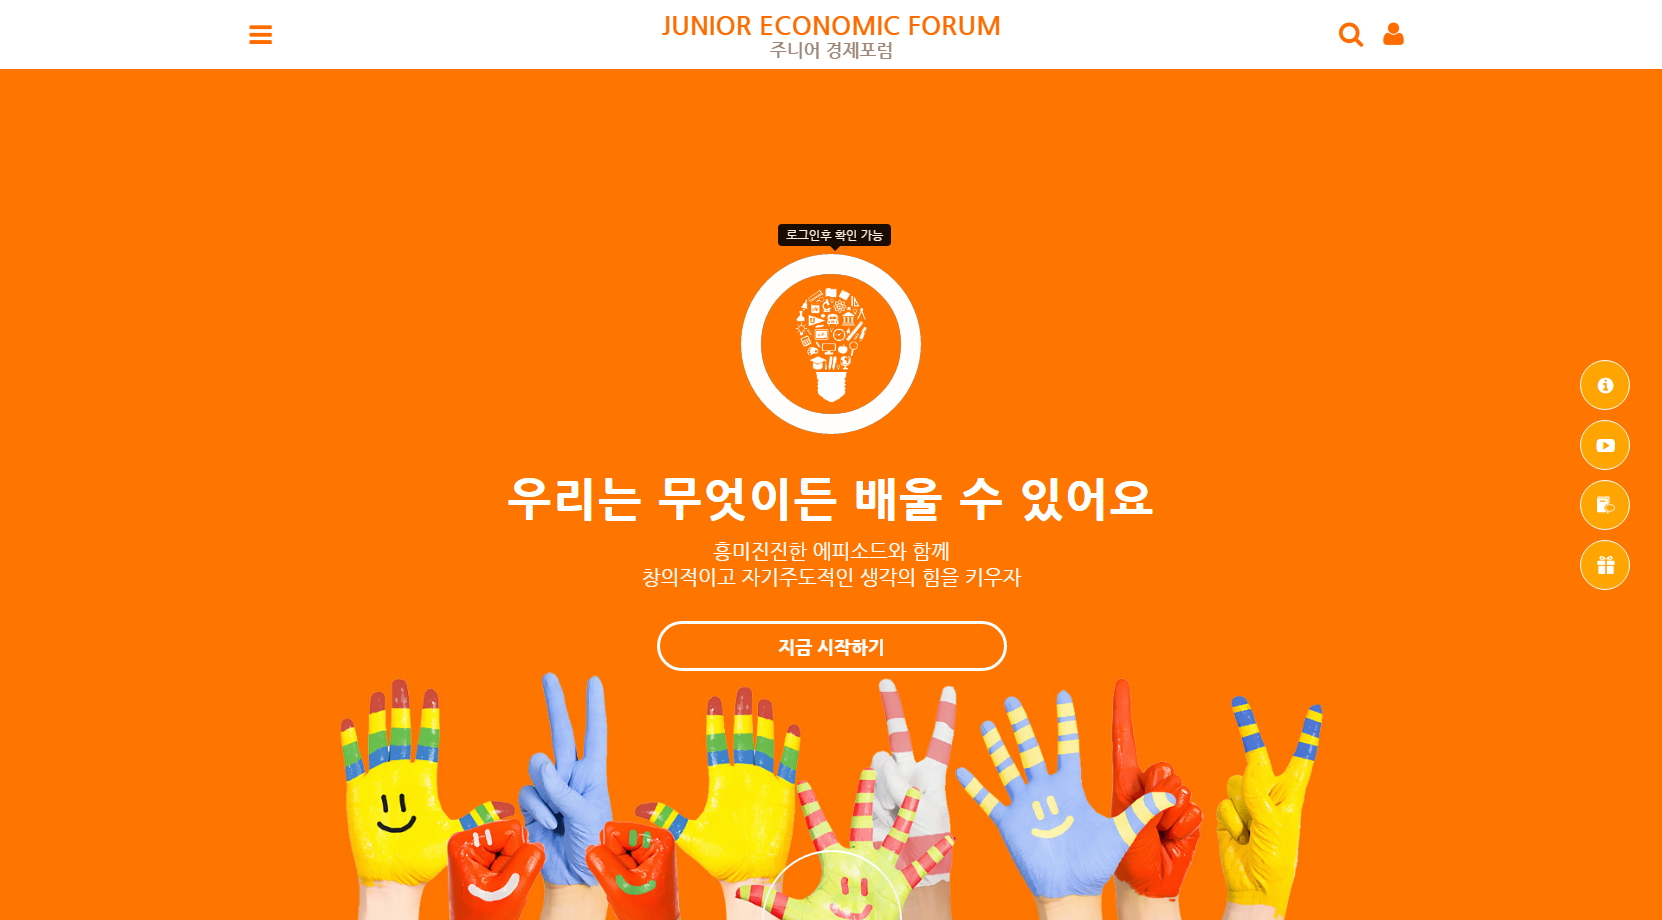 JUNIOR ECONOMIC FORUM
주니어 경제포럼
로그인후 확인 가능
우리는 무엇이든 배울 수 있어요
흥미진진한 에피소드와 함께
창의적이고 자기주도적인 생각의 힘을 키우자
지금 시작하기